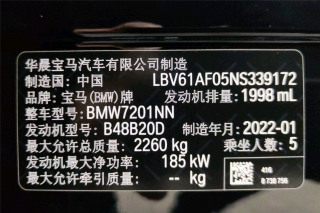 华晨宝马汽车有限公司制造
制造国：中国 LBV61AF05NS339172
品牌：宝马(BMW)牌 发动机排量：1998 mL
整车型号：BMW7201NN
发动机型号：B48B20D 制造年月：2022-01
最大允许总质量：2260 kg 乘坐人数：5
发动机最大净功率：185 kW
最大允许牵引质量：-- kg
416